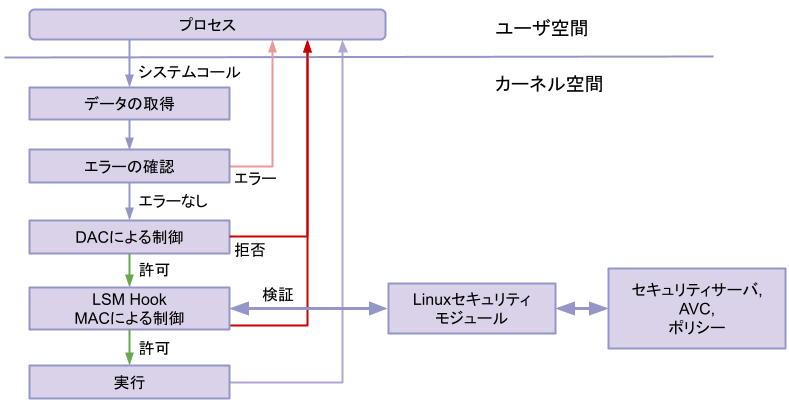 プロセス
ユーザ空間
システムコール
カーネル空間
データの取得
エラーの確認
エラー
エラーなし
DACによる制御
拒否
許可
LSM Hook
MACによる制御
検証
Linuxセキュリティ
モジュール
セキュリティサーバ,
AVC,
ポリシー
許可
実行